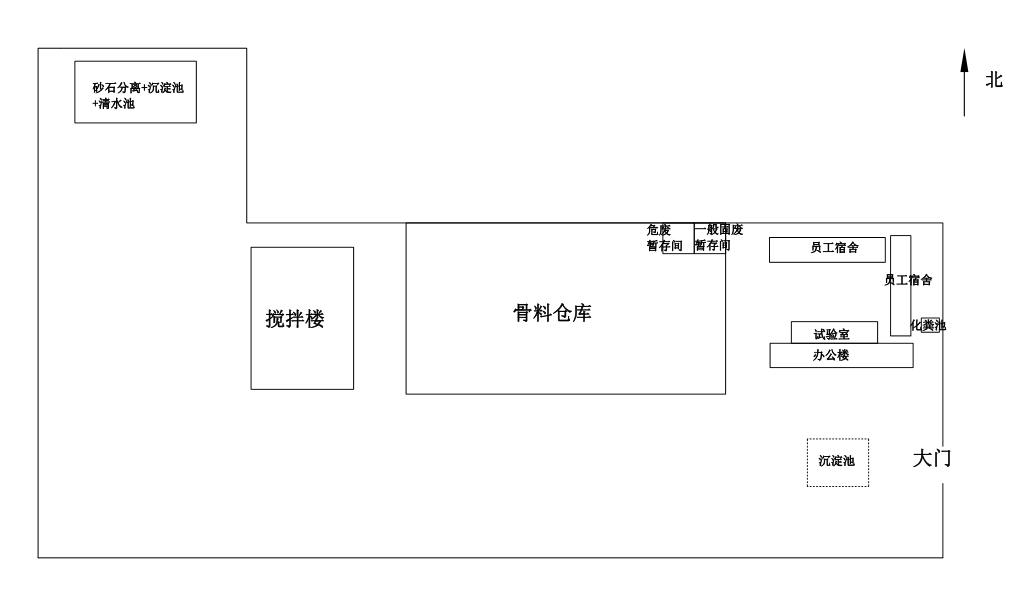 砂石分离+沉淀池
+清水池
北
危废
暂存间
一般固废
暂存间
员工宿舍
员工宿舍
搅拌楼
骨料仓库
化粪池
试验室
办公楼
沉淀池
大门